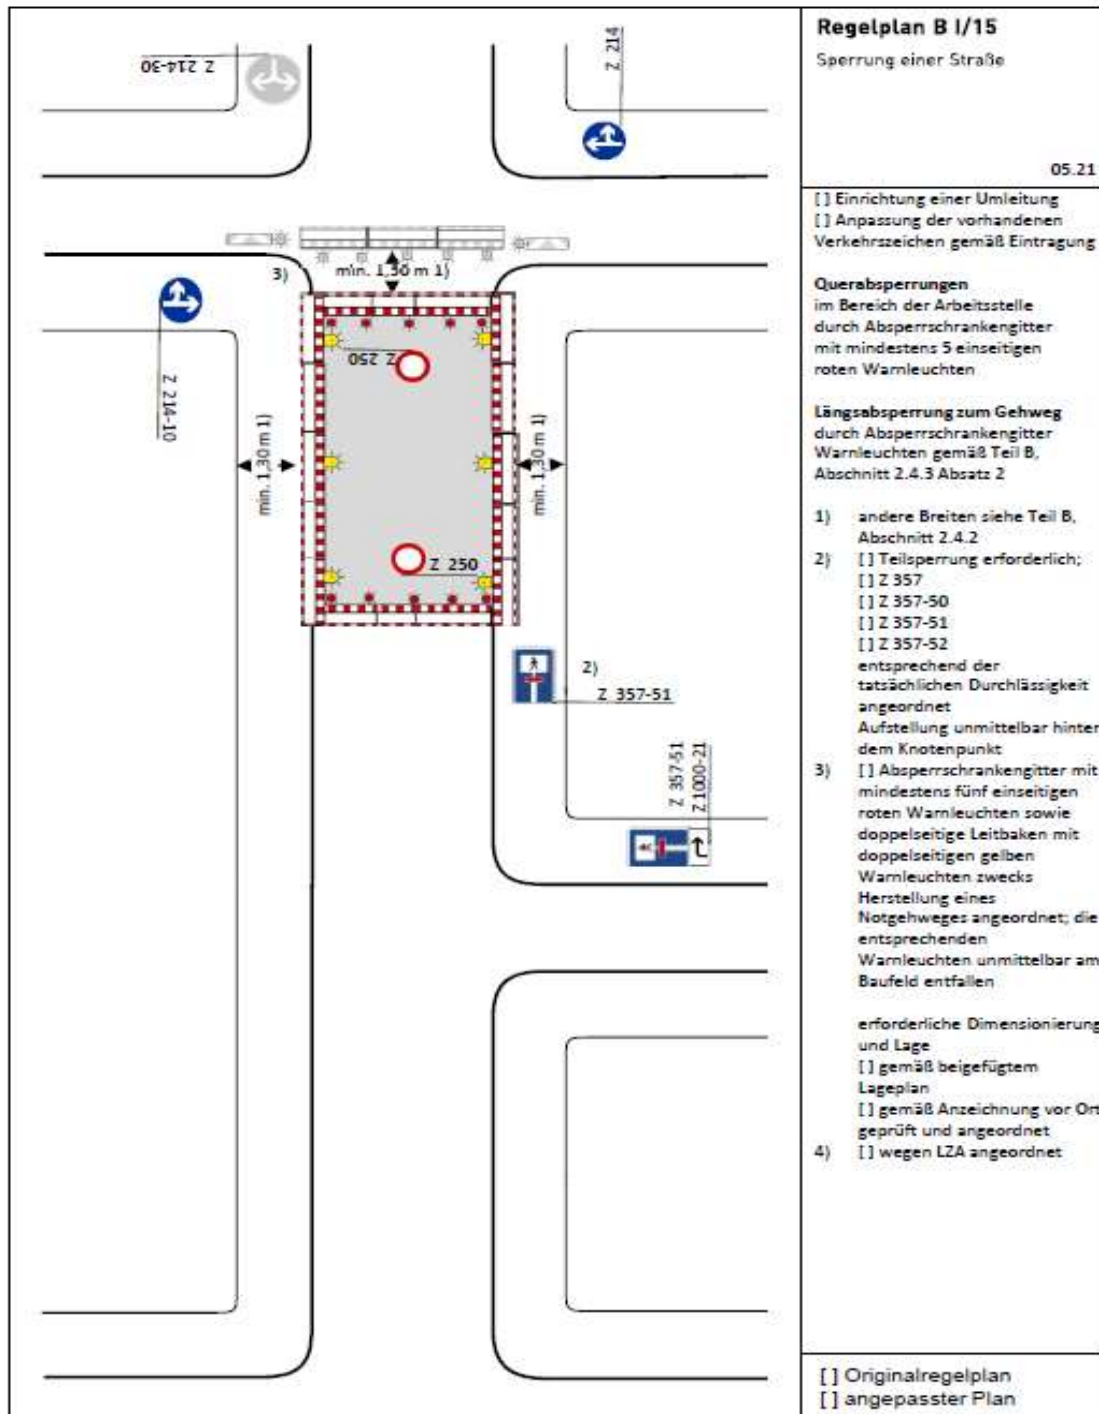 Regelplan B I/15
Sperrung einer Straße
05.21
[ ] Einrichtung einer Umleitung
[ ] Anpassung der vorhandenen
Verkehrszeichen gemäß Eintragung
Querabsperrungen
im Bereich der Arbeitsstelle
durch Absperrschrankengitter
mit mindestens 5 einseitigen
roten Warnleuchten
Längsabsperrung zum Gehweg
durch Absperrschrankengitter
Warnleuchten gemäß Teil B,
Abschnitt 2.4.3 Absatz 2
1) andere Breiten siehe Teil B,
Abschnitt 2.4.2
2) [ ] Teilsperrung erforderlich;
[ ] Z 357
[ ] Z 357-50
[ ] Z 357-51
[ ] Z 357-52
entsprechend der
tatsächlichen Durchlässigkeit
angeordnet
Aufstellung unmittelbar hinter
dem Knotenpunkt
3) [ ] Absperrschrankengitter mit
mindestens fünf einseitigen
roten Warnleuchten sowie
doppelseitige Leitbaken mit
doppelseitigen gelben
Warnleuchten zwecks
Herstellung eines
Notgehweges angeordnet; die
entsprechenden
Warnleuchten unmittelbar am
Baufeld entfallen
erforderliche Dimensionierung
und Lage
[ ] gemäß beigefügtem
Lageplan
[ ] gemäß Anzeichnung vor Ort
geprüft und angeordnet
4) [ ] wegen LZA angeordnet
[ ] Originalregelplan
[ ] angepasster Plan
Z 214-30
Z 214
3)
min. 1,30 m 1)
Z 250
Z 214-10
min. 1,30 m 1)
min. 1,30 m 1)
Z 250
2)
Z 357-51
Z 357-51
Z 1000-21